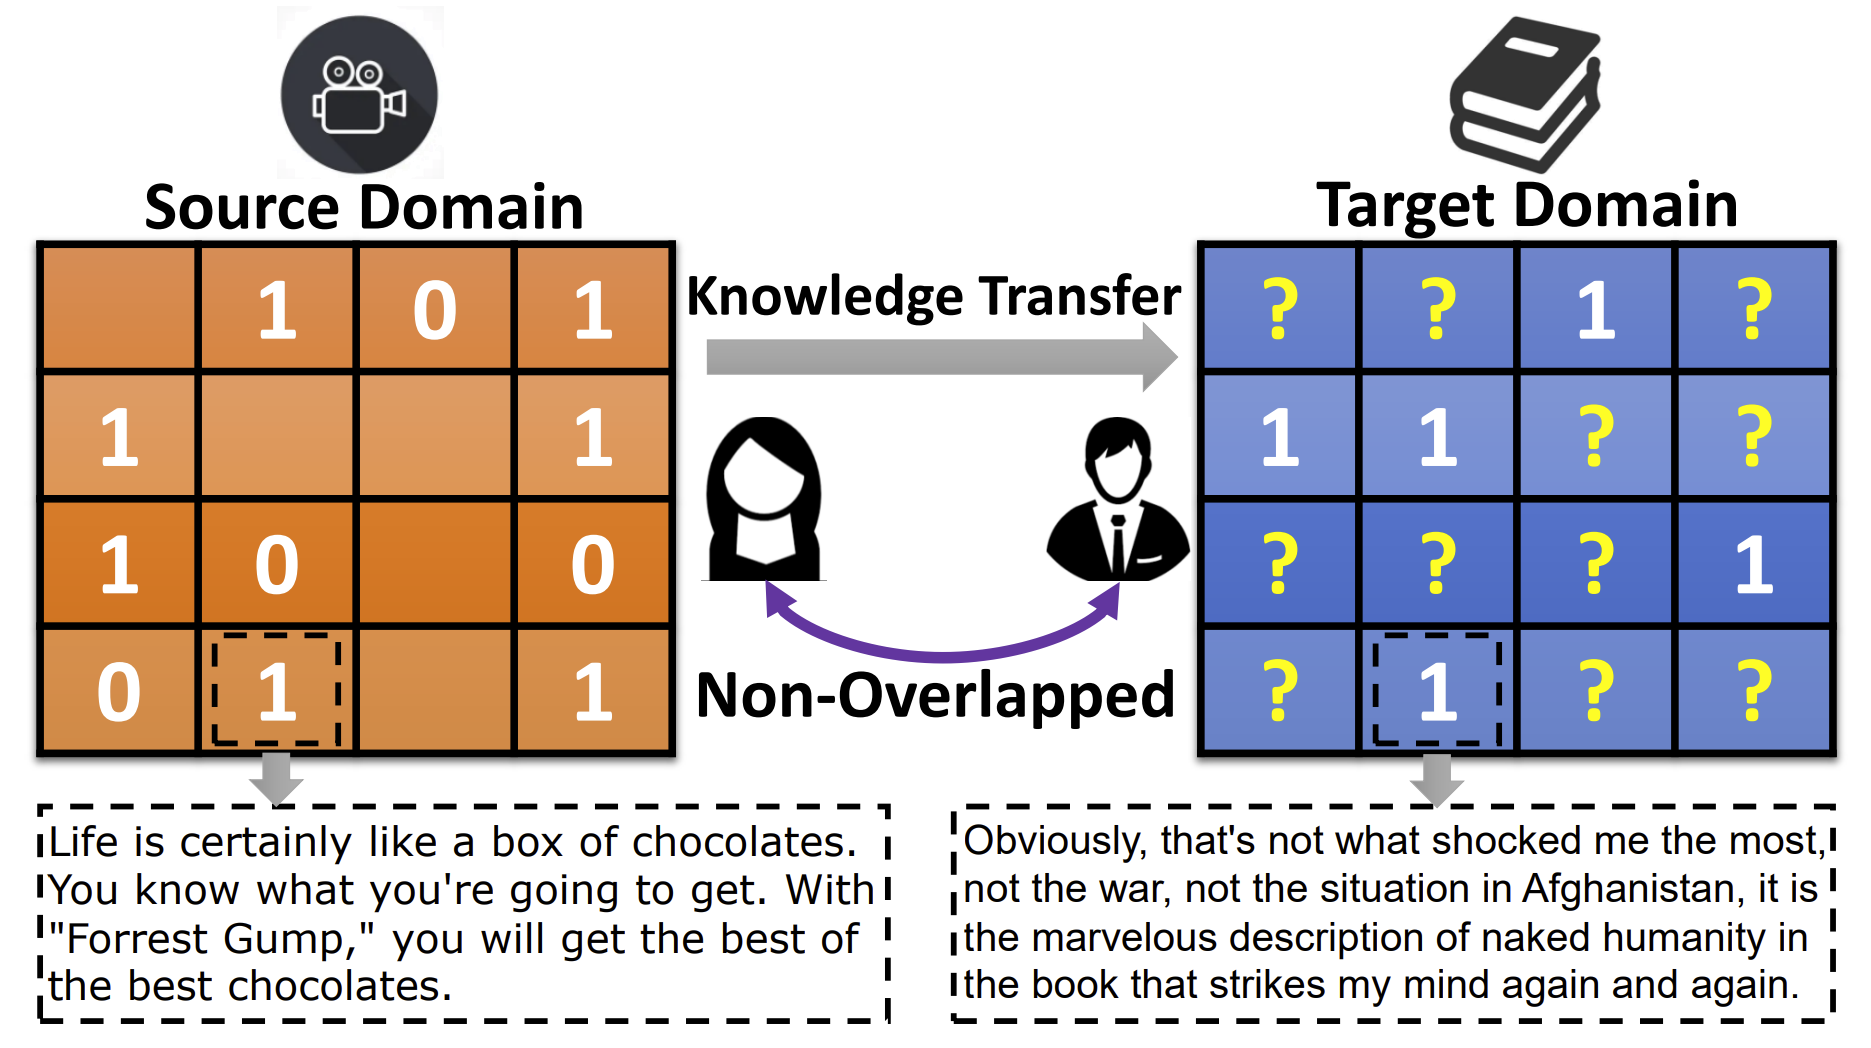 Source Domain
Target Domain
1 0 1
1 1
1 0 0
0 1 1
Knowledge Transfer
Non-Overlapped
? ? 1 ?
1 1 ? ?
? ? ? 1
? 1 ? ?
Life is certainly like a box of chocolates.
You know what you're going to get. With
"Forrest Gump," you will get the best of
the best chocolates.
Obviously, that's not what shocked me the most,
not the war, not the situation in Afghanistan, it is
the marvelous description of naked humanity in
the book that strikes my mind again and again.